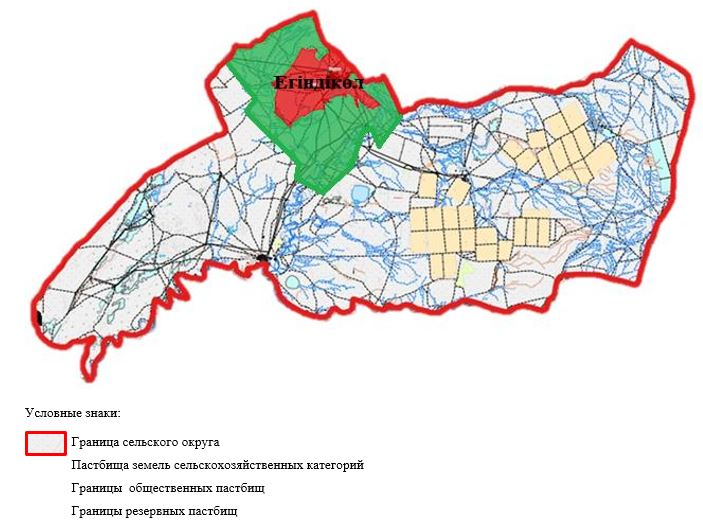 Егіндікөл
Условные знаки:
Граница сельского округа
Пастбища земель сельскохозяйственных категорий
Границы общественных пастбищ
Границы резервных пастбищ